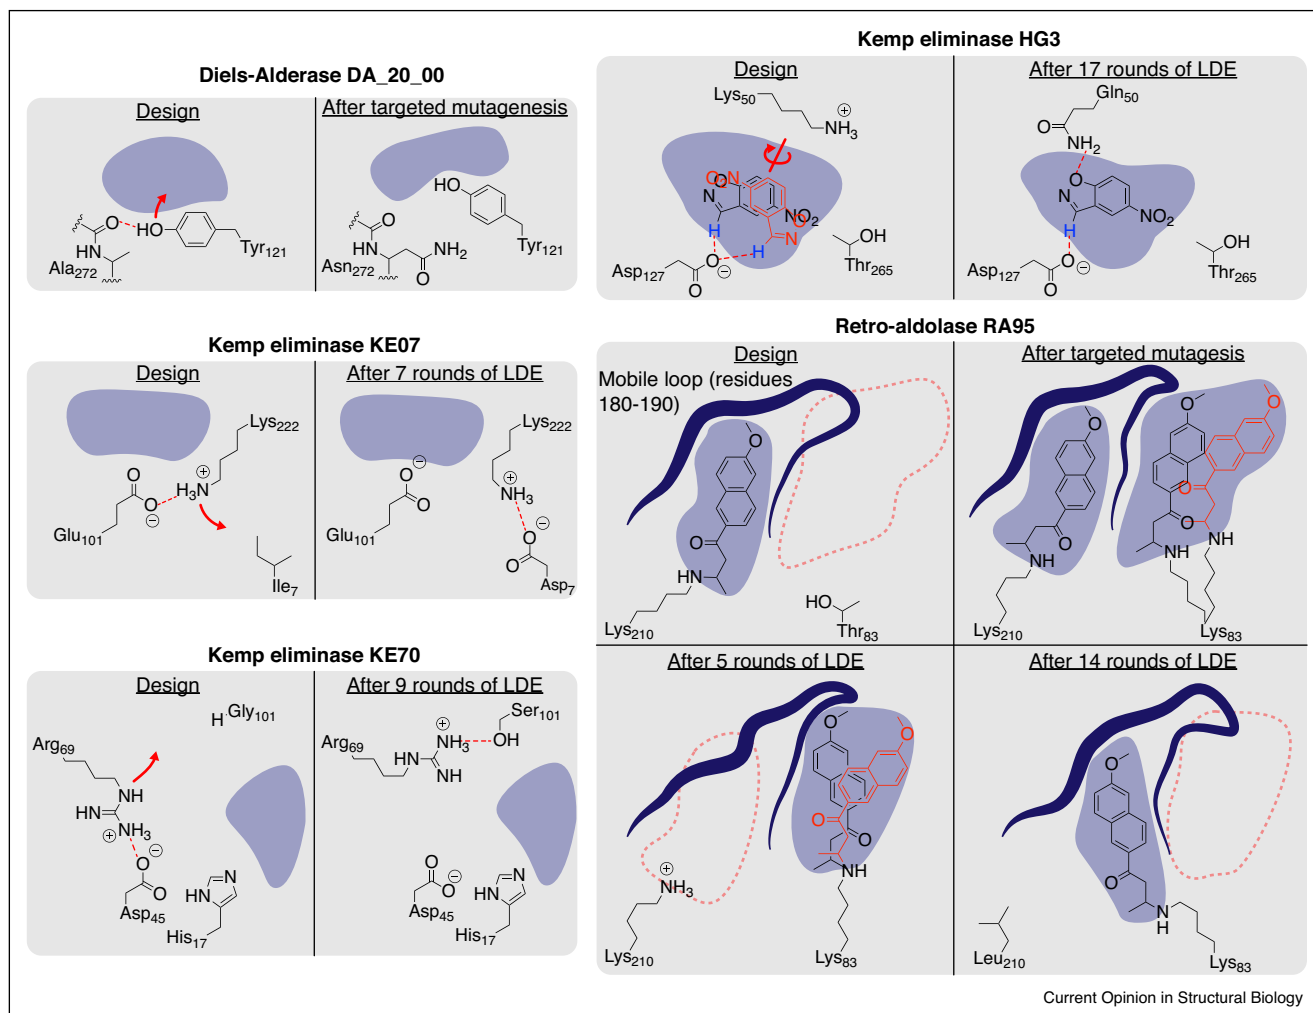 Diels-Alderase DA_20_00
Design
After targeted mutagenesis
O
HO
N
H
Ala272
Tyr121
HO
O
N
H
NH2
Asn272
Tyr121
Kemp eliminase KE07
Design
After 7 rounds of LDE
Lys222
+
H3N
O
O
−
Glu101
Ile7
Lys222
O
−
O
+
NH3
Glu101
−
O
O
Asp7
Kemp eliminase KE70
Design
After 9 rounds of LDE
H Gly101
Arg69
NH
HN
NH3
+
O
−
O
Asp45
N
HN
His17
Ser101
+
Arg69
HN
NH3
OH
NH
O
O
−
Asp45
N
HN
His17
Kemp eliminase HG3
Design
After 17 rounds of LDE
Lys50
+
NH3
O2N
O
N
NO2
O
H
H
N
OH
Asp127
O
−
O
Thr265
Gln50
O
NH2
O
N
NO2
H
OH
Asp127
O
−
O
Thr265
Retro-aldolase RA95
Design
After targeted mutagesis
Mobile loop (residues
180-190)
O
O
HN
HO
Lys210
Thr83
O
O
O
O
O
O
NH
NH
NH
Lys210
Lys83
After 5 rounds of LDE
After 14 rounds of LDE
O
O
O
O
+
NH3
NH
Lys210
Lys83
O
O
N
H
Leu210
Lys83
Current Opinion in Structural Biology